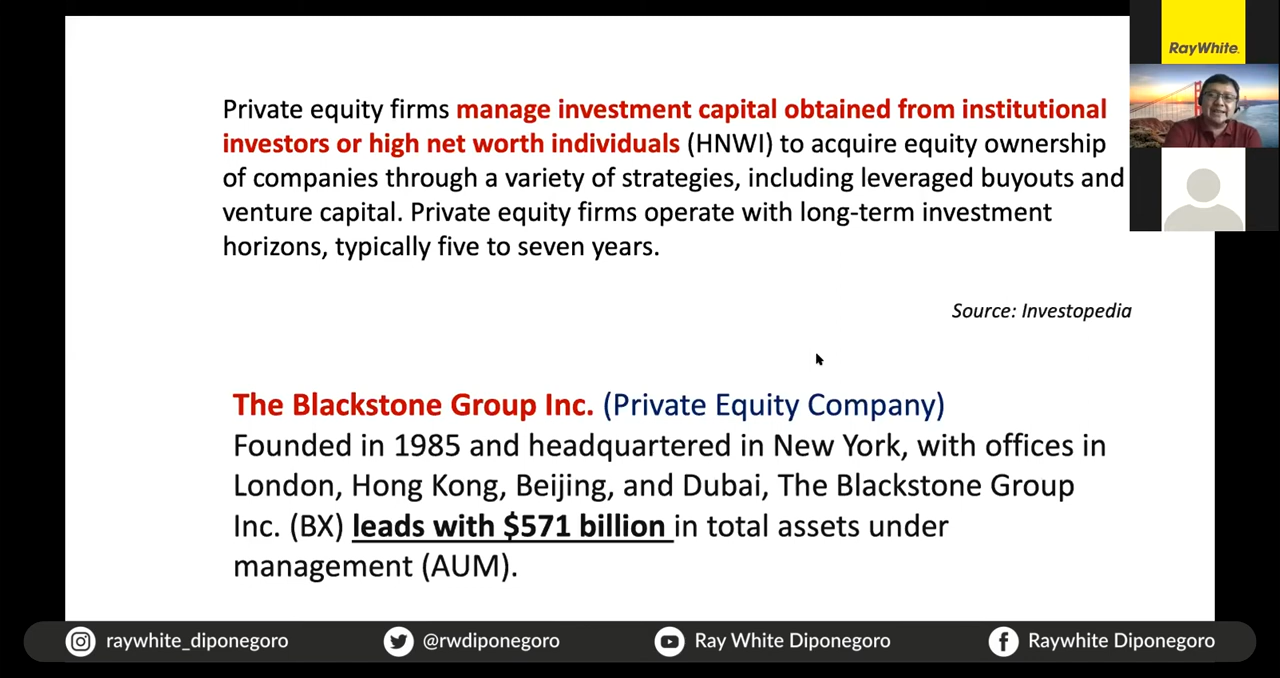 RayWhite.
Private equity firms manage investment capital obtained from institutional
investors or high net worth individuals (HNWI) to acquire equity ownership
of companies through a variety of strategies, including leveraged buyouts and
venture capital. Private equity firms operate with long-term investment
horizons, typically five to seven years.
Source: Investopedia
The Blackstone Group Inc. (Private Equity Company)
Founded in 1985 and headquartered in New York, with offices in
London, Hong Kong, Beijing, and Dubai, The Blackstone Group
Inc. (BX) leads with $571 billion in total assets under
management (AUM).
raywhite_diponegoro @rwdiponegoro Ray White Diponegoro Raywhite Diponegoro